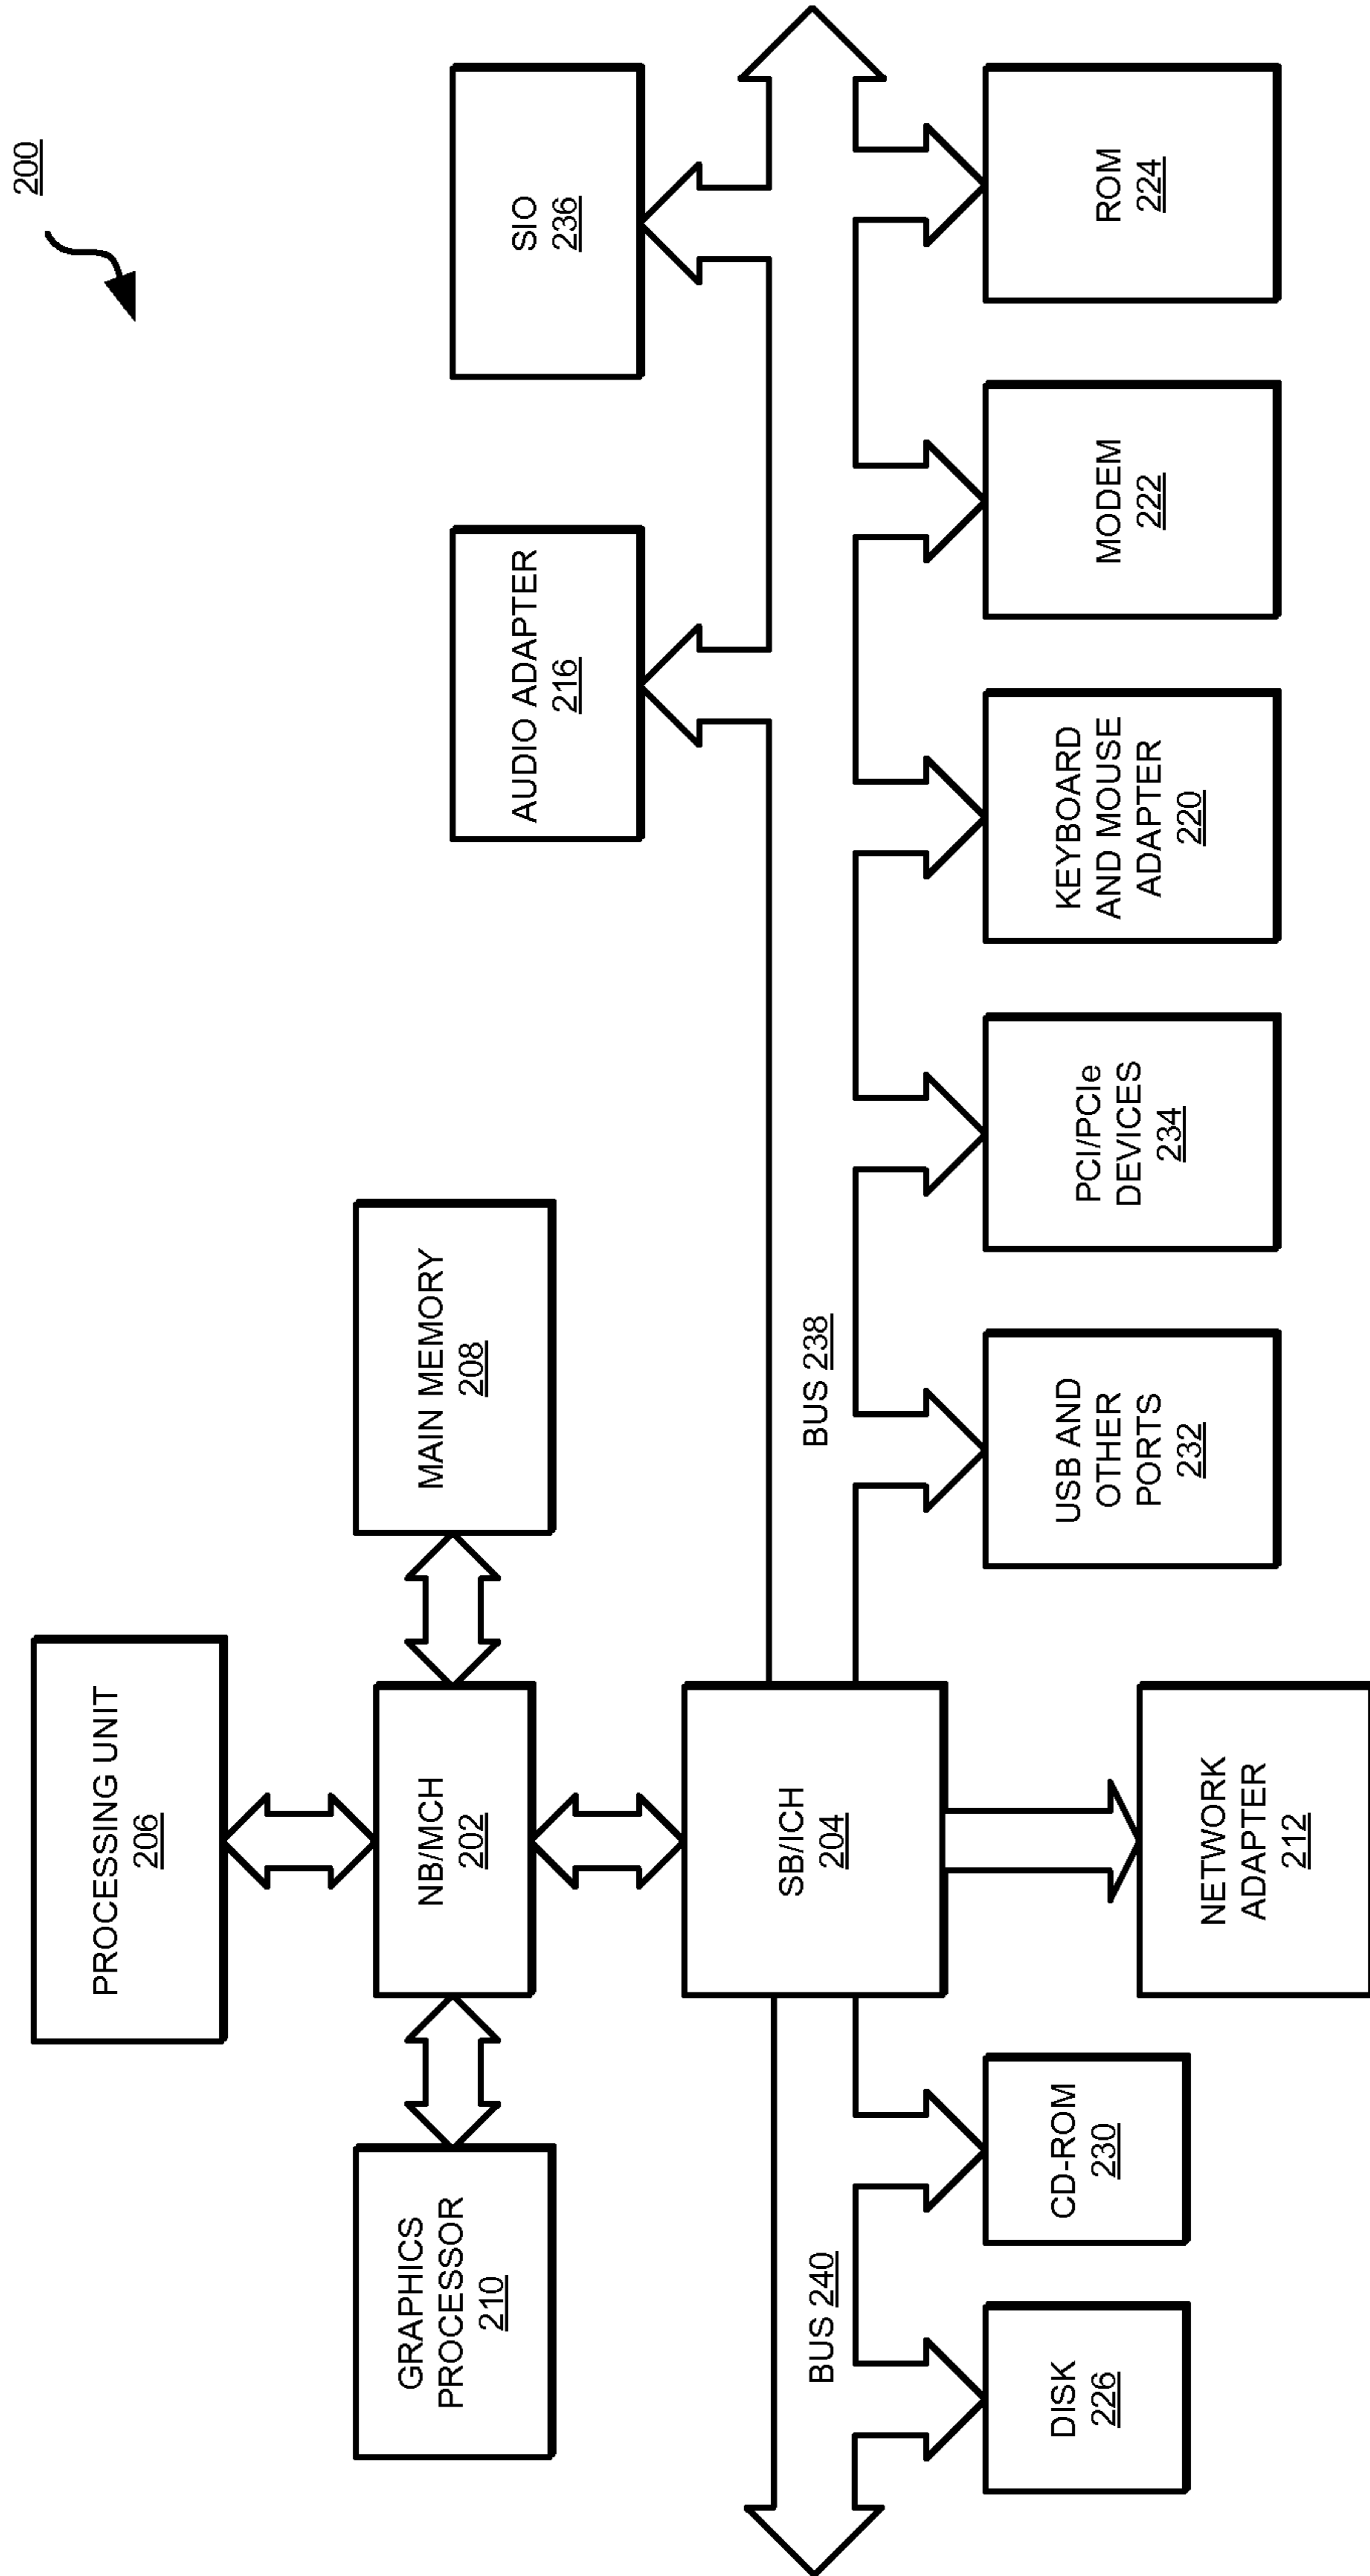 200
PROCESSING UNIT
206
GRAPHICS
PROCESSOR
210
NB/MCH
202
MAIN MEMORY
208
AUDIO ADAPTER
216
SIO
236
SB/ICH
204
BUS 240
BUS 238
DISK
226
CD-ROM
230
USB AND
OTHER
PORTS
232
PCI/PCIe
DEVICES
234
KEYBOARD
AND MOUSE
ADAPTER
220
MODEM
222
ROM
224
NETWORK
ADAPTER
212